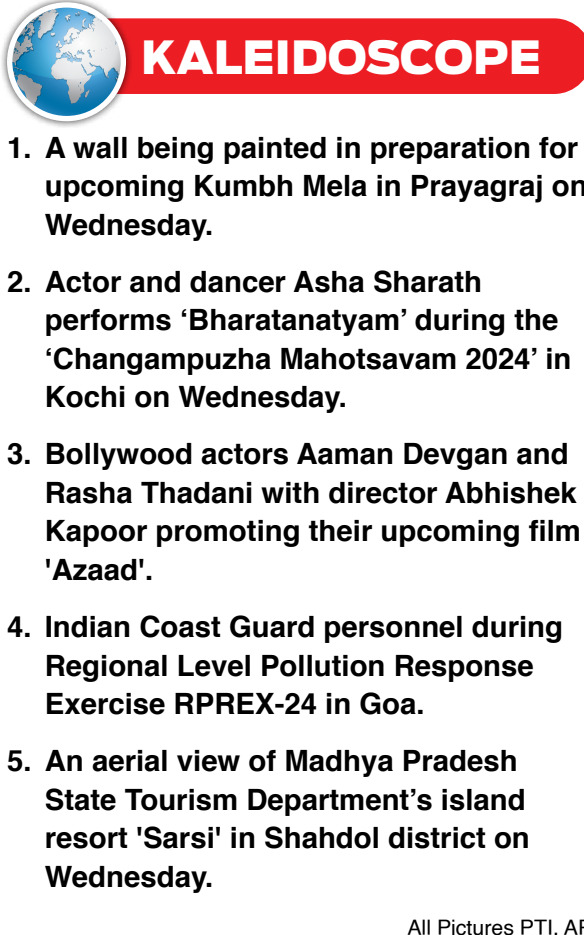 KALEIDOSCOPE
1. A wall being painted in preparation for
upcoming Kumbh Mela in Prayagraj on
Wednesday.
2. Actor and dancer Asha Sharath
performs ‘Bharatanatyam’ during the
‘Changampuzha Mahotsavam 2024’ in
Kochi on Wednesday.
3. Bollywood actors Aaman Devgan and
Rasha Thadani with director Abhishek
Kapoor promoting their upcoming film
'Azaad'.
4. Indian Coast Guard personnel during
Regional Level Pollution Response
Exercise RPREX-24 in Goa.
5. An aerial view of Madhya Pradesh
State Tourism Department’s island
resort 'Sarsi' in Shahdol district on
Wednesday.
All Pictures PTI, AP